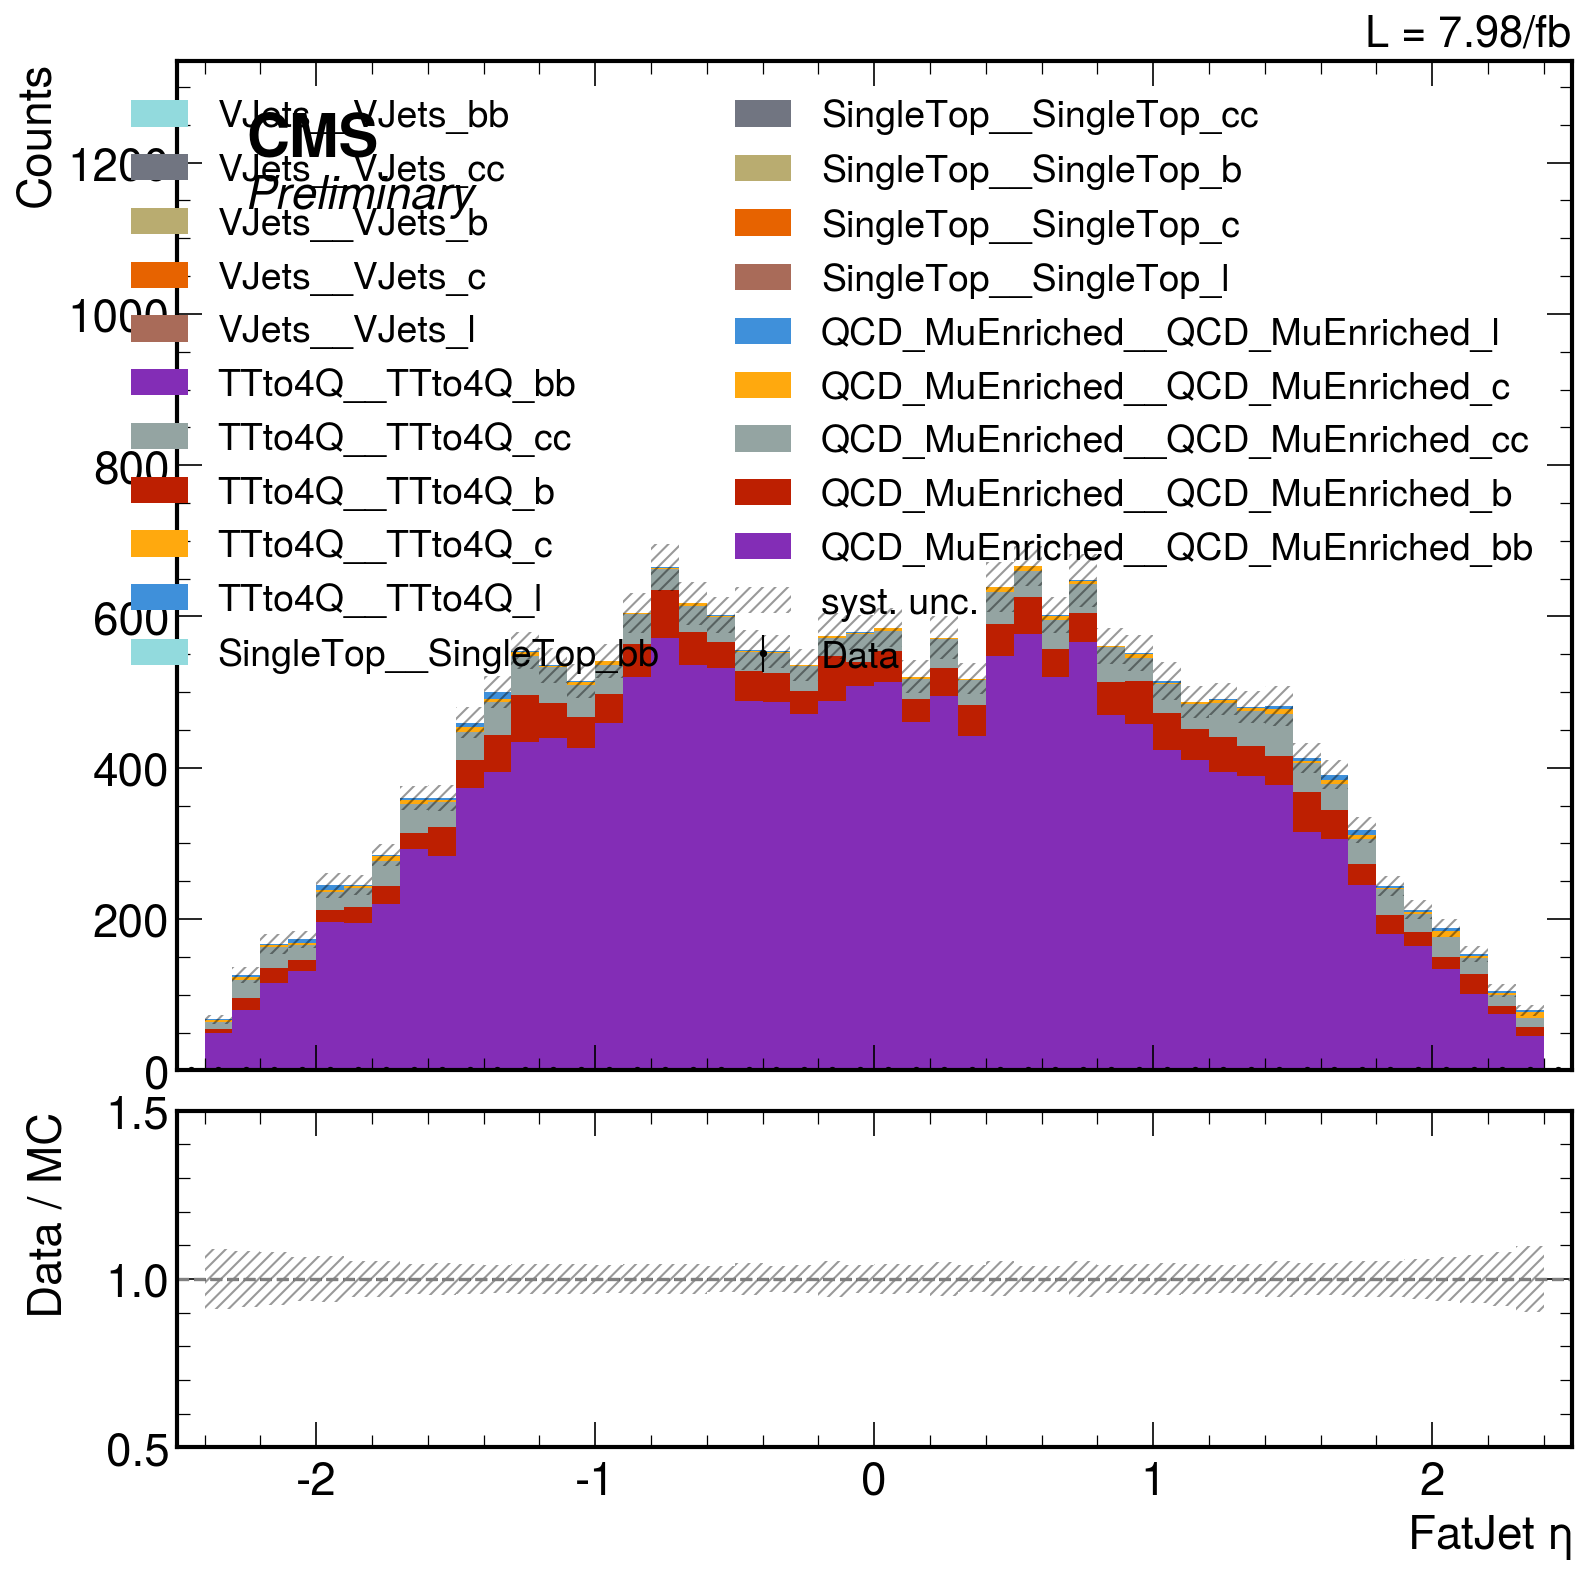 L = 7.98/fb
Counts
CMS
Preliminary
VJets__VJets_bb
VJets__VJets_cc
VJets__VJets_b
VJets__VJets_c
VJets__VJets_l
TTto4Q__TTto4Q_bb
TTto4Q__TTto4Q_cc
TTto4Q__TTto4Q_b
TTto4Q__TTto4Q_c
TTto4Q__TTto4Q_l
SingleTop__SingleTop_bb
SingleTop__SingleTop_cc
SingleTop__SingleTop_b
SingleTop__SingleTop_c
SingleTop__SingleTop_l
QCD_MuEnriched__QCD_MuEnriched_l
QCD_MuEnriched__QCD_MuEnriched_c
QCD_MuEnriched__QCD_MuEnriched_cc
QCD_MuEnriched__QCD_MuEnriched_b
QCD_MuEnriched__QCD_MuEnriched_bb
syst. unc.
Data
1200
1000
800
600
400
200
0
Data / MC
1.5
1.0
0.5
-2 -1 0 1 2
FatJet η